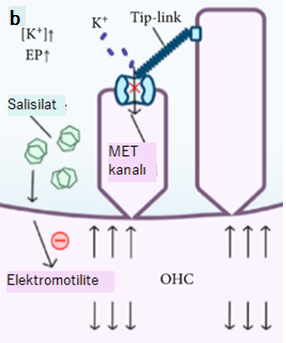 b
[K⁺]↑
EP↑
K⁺
Tip-link
Salisilat
MET
kanalı
Elektromotilite
OHC